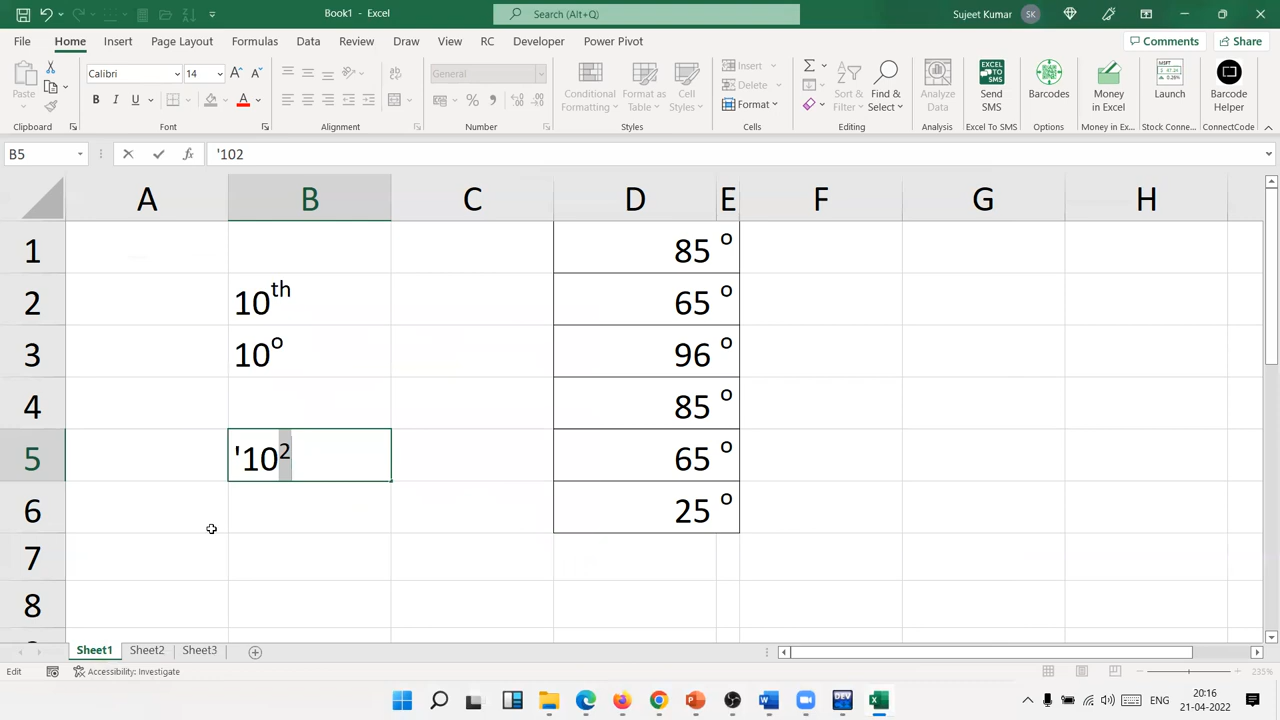 Book1 - Excel
Search (Alt+Q)
Sujeet Kumar SK
File Home Insert Page Layout Formulas Data Review View Draw View RC Developer Power Pivot
Comments Share
Calibri 14 General
Paste
B I U
Conditional Formatting
Format as Table
Cell Styles
Insert
Delete
Format
Sort & Filter
Find & Select
Analyze Data
Send SMS
Barcodes
Money in Excel
Launch
Barcode Helper
Clipboard Font Alignment Number Styles Cells Editing Analysis Excel To SMS Options Money in Ex... Stock Conne... ConnectCode
B5 fx '102
A B C D E F G H
1 85 o
2 10th 65 o
3 10o 96 o
4 85 o
5 '102 65 o
6 25 o
7
8
Sheet1 Sheet2 Sheet3
Edit Accessibility: Investigate 235%
ENG 20:16
21-04-2022